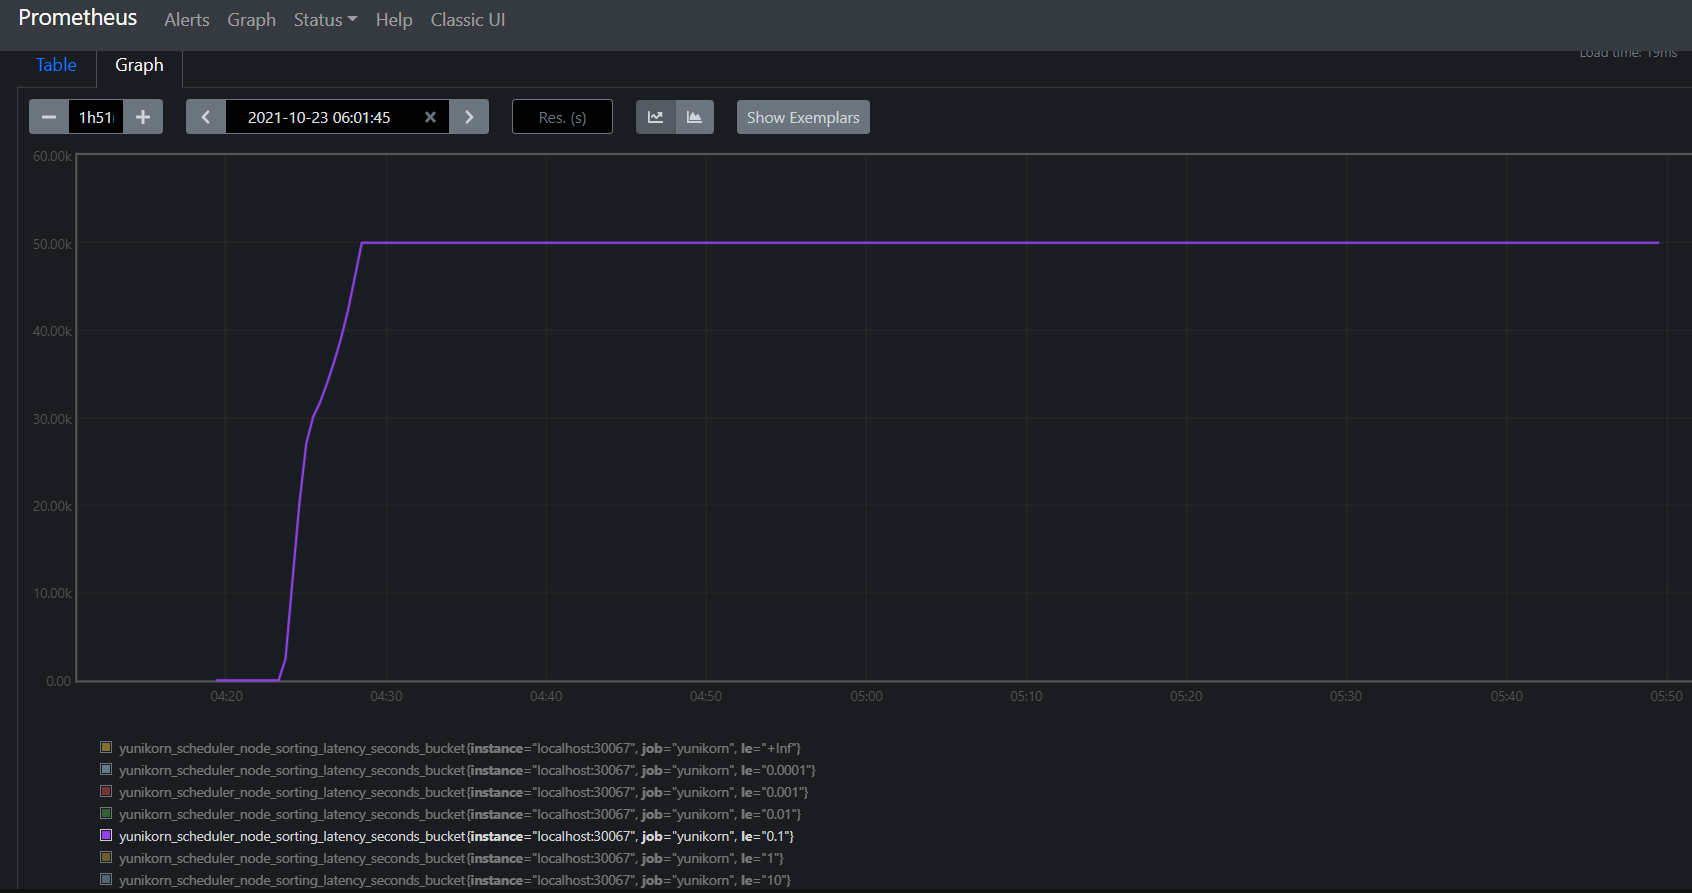 Prometheus Alerts Graph Status Help Classic UI
Load time: 19ms
Table Graph
1h51 2021-10-23 06:01:45 Res. (s) Show Exemplars
60.00k
50.00k
40.00k
30.00k
20.00k
10.00k
0.00
04:20 04:30 04:40 04:50 05:00 05:10 05:20 05:30 05:40 05:50
yunikorn_scheduler_node_sorting_latency_seconds_bucket{instance="localhost:30067", job="yunikorn", le="+Inf"}
yunikorn_scheduler_node_sorting_latency_seconds_bucket{instance="localhost:30067", job="yunikorn", le="0.0001"}
yunikorn_scheduler_node_sorting_latency_seconds_bucket{instance="localhost:30067", job="yunikorn", le="0.001"}
yunikorn_scheduler_node_sorting_latency_seconds_bucket{instance="localhost:30067", job="yunikorn", le="0.01"}
yunikorn_scheduler_node_sorting_latency_seconds_bucket{instance="localhost:30067", job="yunikorn", le="0.1"}
yunikorn_scheduler_node_sorting_latency_seconds_bucket{instance="localhost:30067", job="yunikorn", le="1"}
yunikorn_scheduler_node_sorting_latency_seconds_bucket{instance="localhost:30067", job="yunikorn", le="10"}